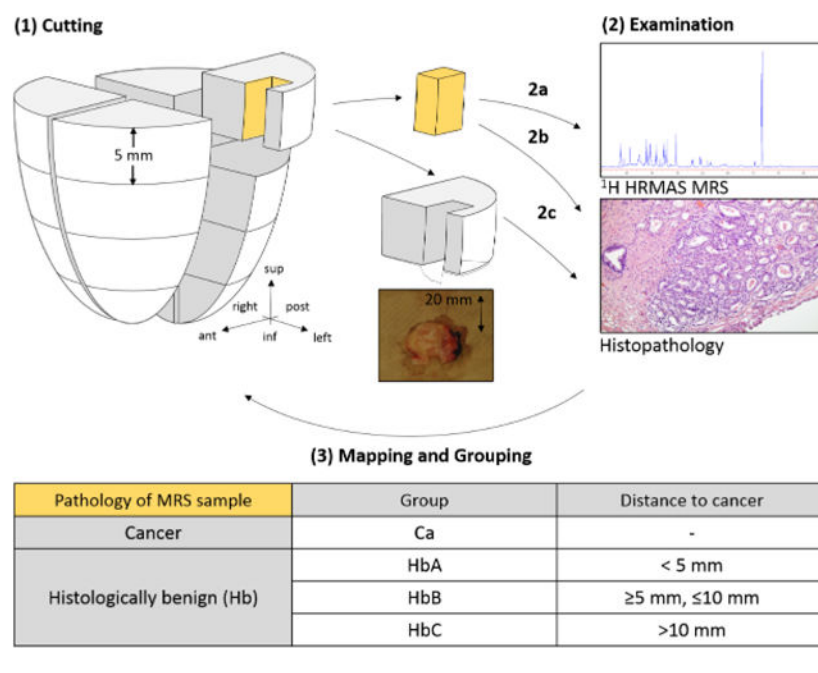 (1) Cutting
(2) Examination
5 mm
2a
2b
2c
¹H HRMAS MRS
Histopathology
20 mm
sup
right
post
ant
inf
left
(3) Mapping and Grouping
Pathology of MRS sample Group Distance to cancer
Cancer Ca -
Histologically benign (Hb) HbA < 5 mm
HbB ≥5 mm, ≤10 mm
HbC >10 mm